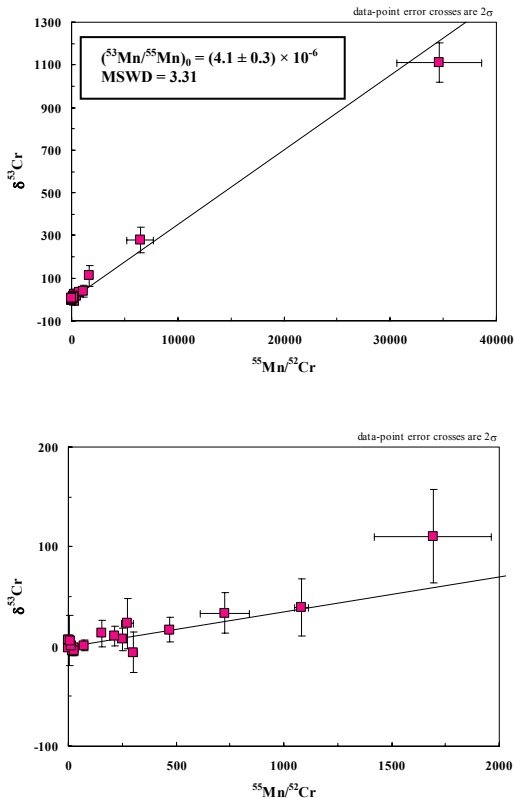 data-point error crosses are 2σ
1300
(⁵³Mn/⁵⁵Mn)₀ = (4.1 ± 0.3) × 10⁻⁶
MSWD = 3.31
1100
900
700
500
300
100
-100
δ⁵³Cr
0
10000
20000
30000
40000
⁵⁵Mn/⁵²Cr
data-point error crosses are 2σ
200
100
0
-100
δ⁵³Cr
0
500
1000
1500
2000
⁵⁵Mn/⁵²Cr